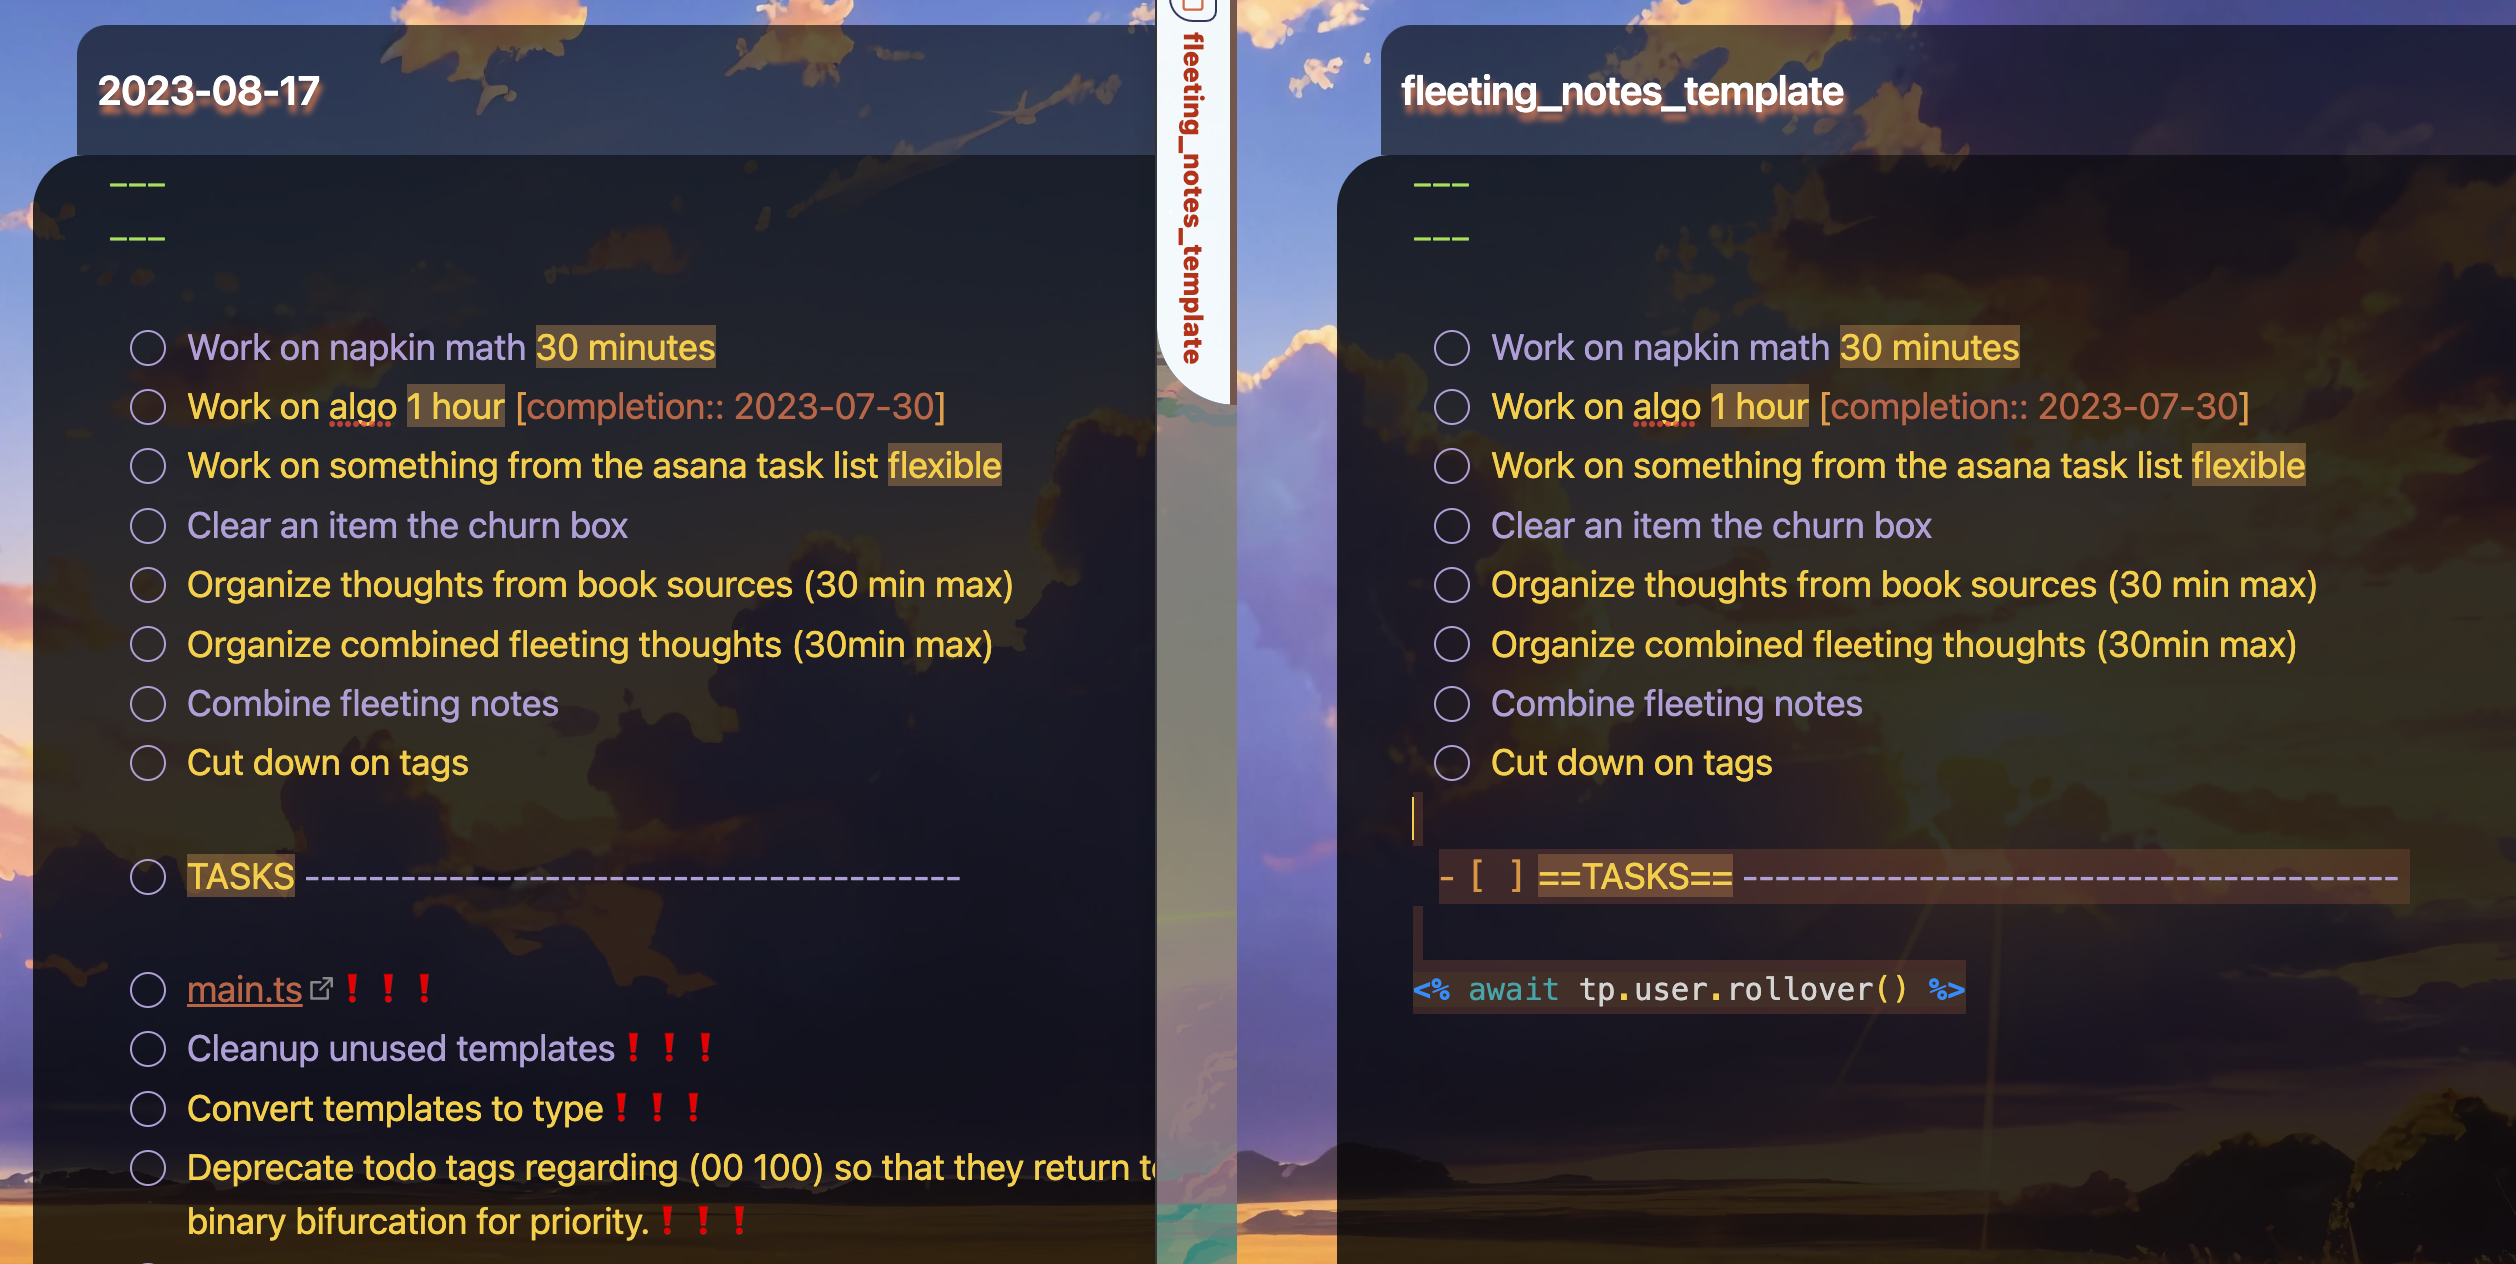 2023-08-17
---
---
Work on napkin math 30 minutes
Work on algo 1 hour [completion:: 2023-07-30]
Work on something from the asana task list flexible
Clear an item the churn box
Organize thoughts from book sources (30 min max)
Organize combined fleeting thoughts (30min max)
Combine fleeting notes
Cut down on tags
TASKS -----------------------------------------
main.ts ❗❗❗
Cleanup unused templates ❗❗❗
Convert templates to type ❗❗❗
Deprecate todo tags regarding (00 100) so that they return
binary bifurcation for priority. ❗❗❗
fleeting_notes_template
fleeting_notes_template
---
---
Work on napkin math 30 minutes
Work on algo 1 hour [completion:: 2023-07-30]
Work on something from the asana task list flexible
Clear an item the churn box
Organize thoughts from book sources (30 min max)
Organize combined fleeting thoughts (30min max)
Combine fleeting notes
Cut down on tags
- [ ] ==TASKS== -----------------------------------------
<% await tp.user.rollover() %>